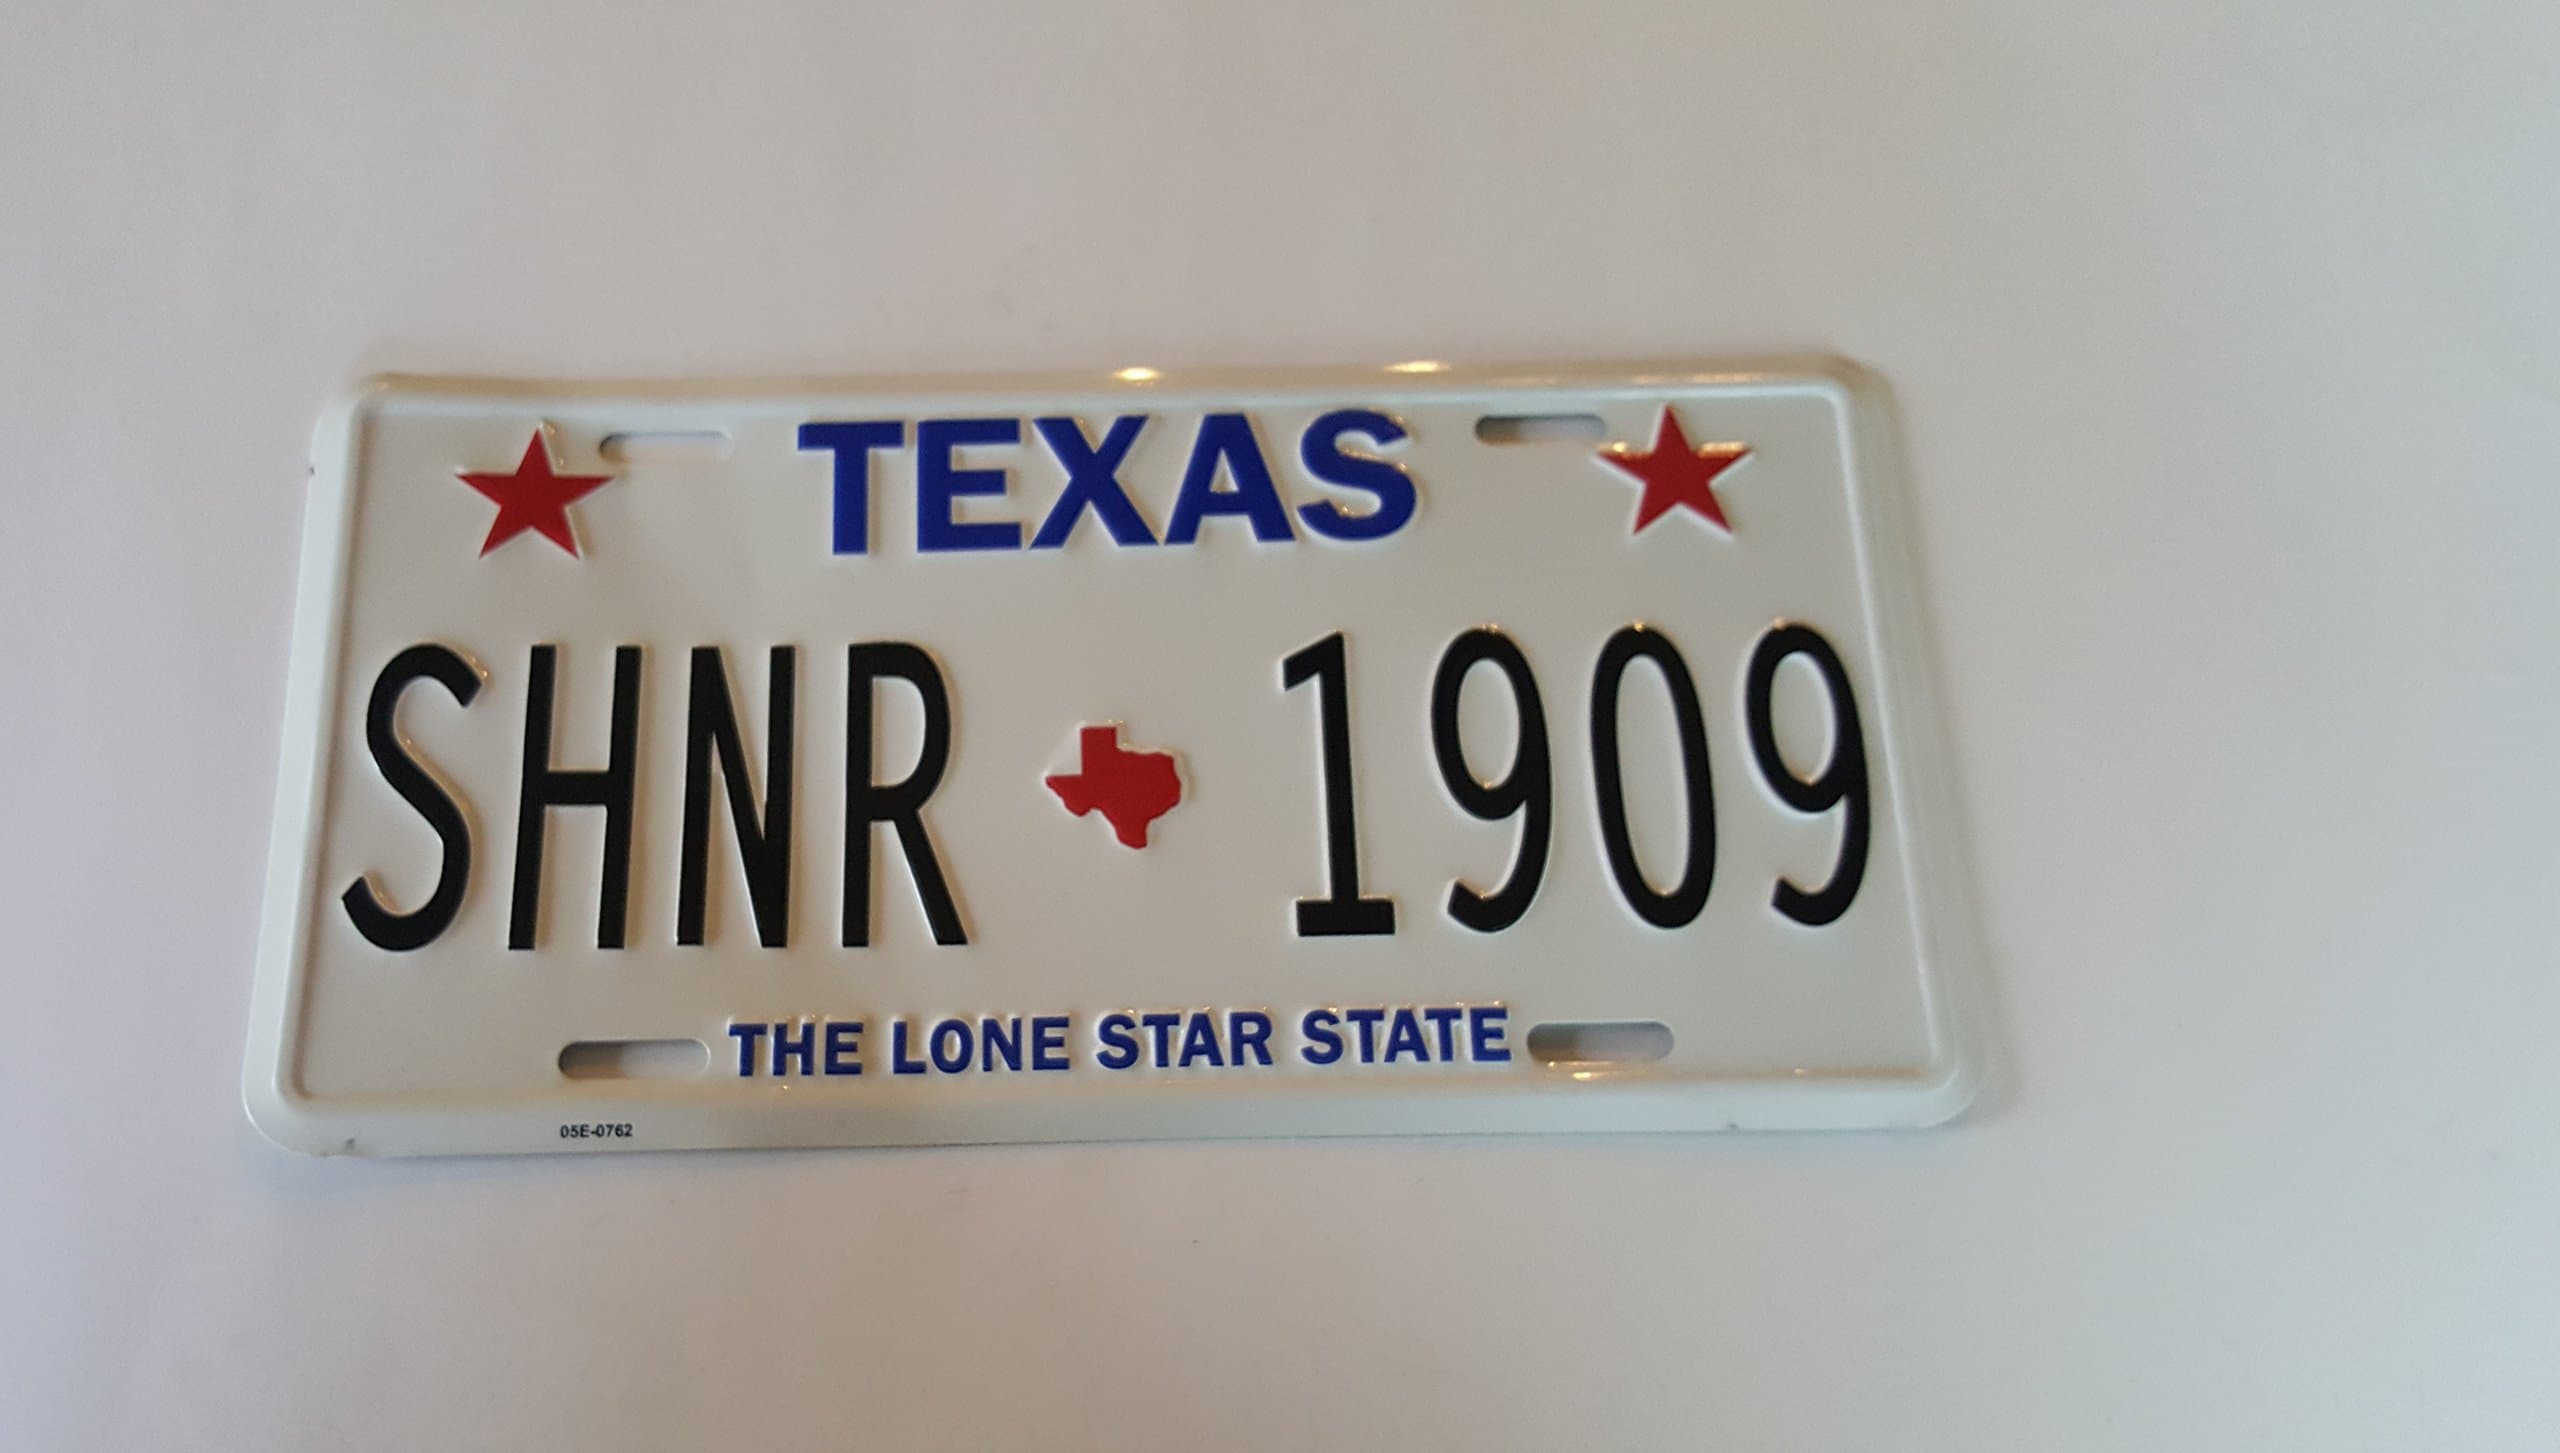 TEXAS
SHNR 1909
THE LONE STAR STATE
05E-0762